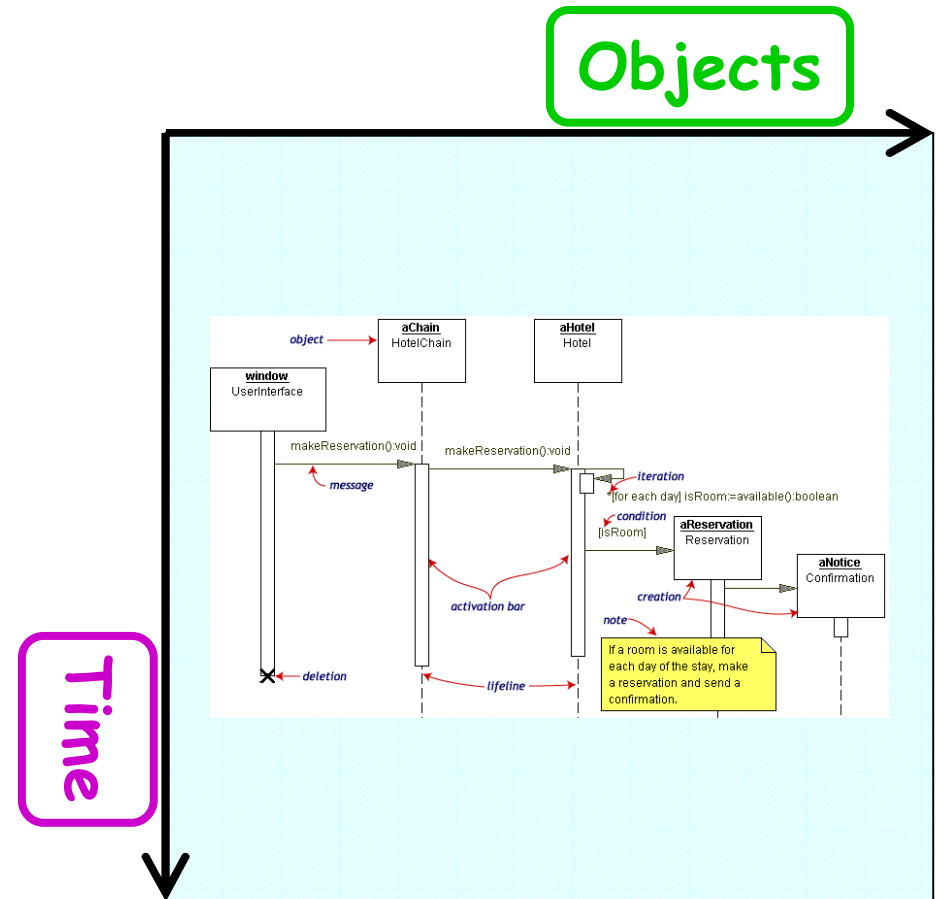 Objects
object
aChain
HotelChain
aHotel
Hotel
window
UserInterface
makeReservation():void
makeReservation():void
message
iteration
*[for each day] isRoom:=available():boolean
condition
[isRoom]
aReservation
Reservation
aNotice
Confirmation
activation bar
creation
note
If a room is available for
each day of the stay, make
a reservation and send a
confirmation.
deletion
lifeline
Time